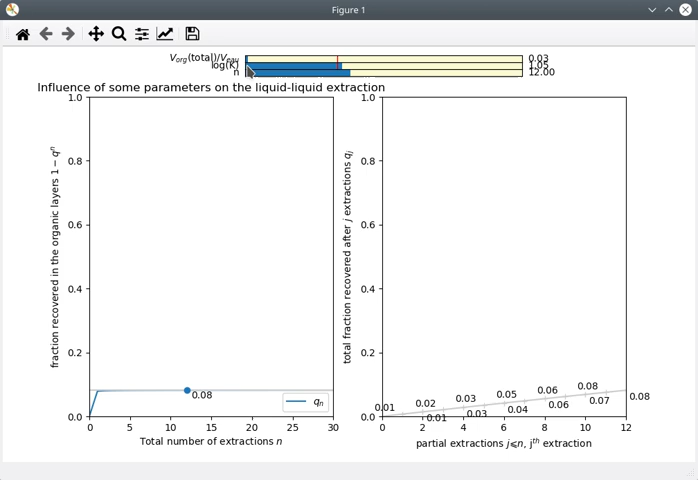 Figure 1
V_org(total)/V_eau 0.03
log(K) 1.05
n 12.00
Influence of some parameters on the liquid-liquid extraction
fraction recovered in the organic layers 1 − qⁿ
1.0
0.8
0.6
0.4
0.2
0.0
0.08
q_n
0 5 10 15 20 25 30
Total number of extractions n
total fraction recovered after j extractions q_j
1.0
0.8
0.6
0.4
0.2
0.0
0.01 0.01 0.02 0.03 0.03 0.04 0.05 0.06 0.06 0.07 0.08 0.08
0 2 4 6 8 10 12
partial extractions j⩽n, jᵗʰ extraction